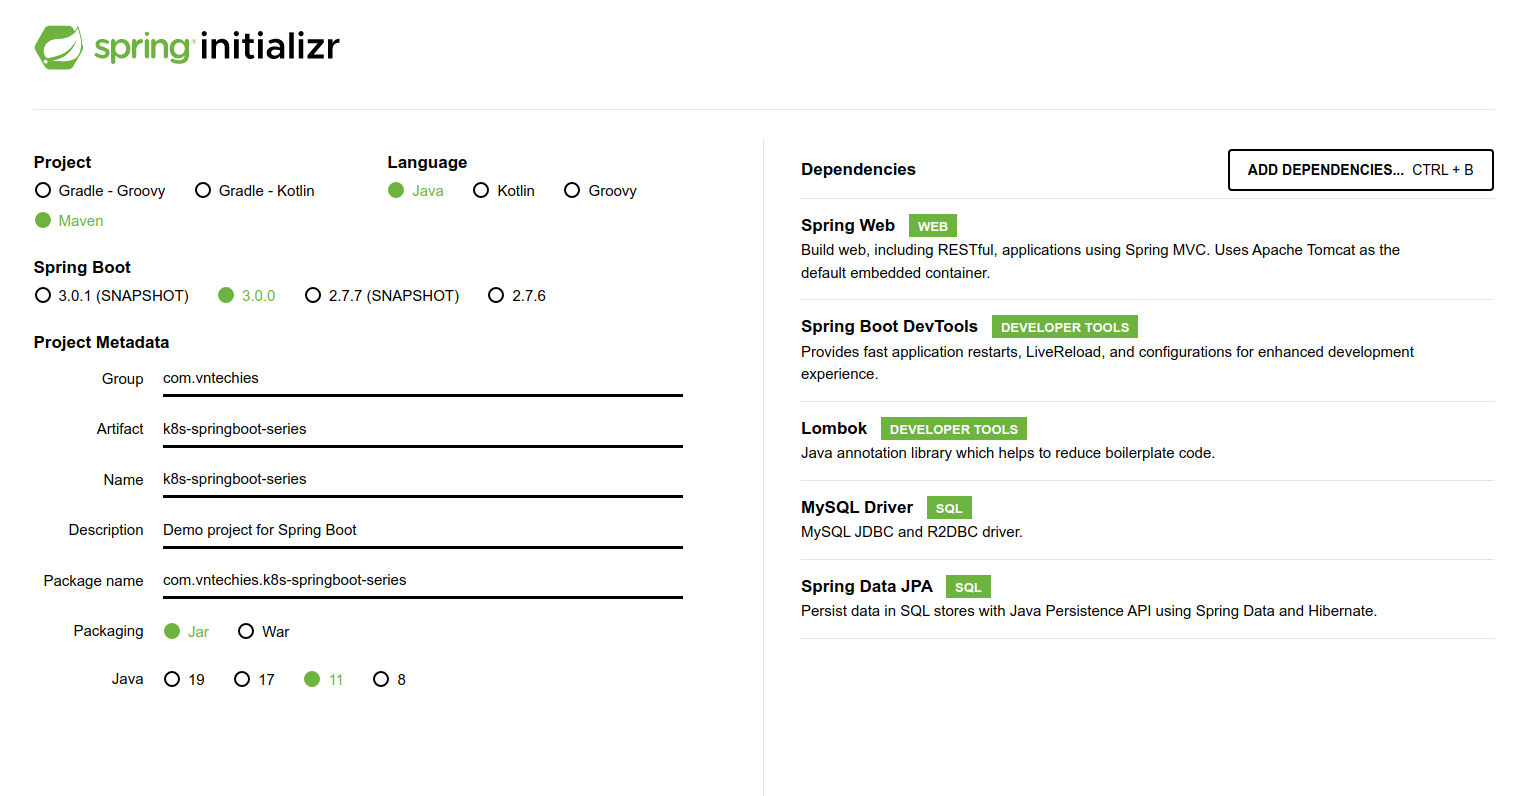 spring initializr
Project
Gradle - Groovy Gradle - Kotlin
Maven
Language
Java Kotlin Groovy
Spring Boot
3.0.1 (SNAPSHOT) 3.0.0 2.7.7 (SNAPSHOT) 2.7.6
Project Metadata
Group com.vntechies
Artifact k8s-springboot-series
Name k8s-springboot-series
Description Demo project for Spring Boot
Package name com.vntechies.k8s-springboot-series
Packaging Jar War
Java 19 17 11 8
Dependencies ADD DEPENDENCIES... CTRL + B
Spring Web WEB
Build web, including RESTful, applications using Spring MVC. Uses Apache Tomcat as the
default embedded container.
Spring Boot DevTools DEVELOPER TOOLS
Provides fast application restarts, LiveReload, and configurations for enhanced development
experience.
Lombok DEVELOPER TOOLS
Java annotation library which helps to reduce boilerplate code.
MySQL Driver SQL
MySQL JDBC and R2DBC driver.
Spring Data JPA SQL
Persist data in SQL stores with Java Persistence API using Spring Data and Hibernate.